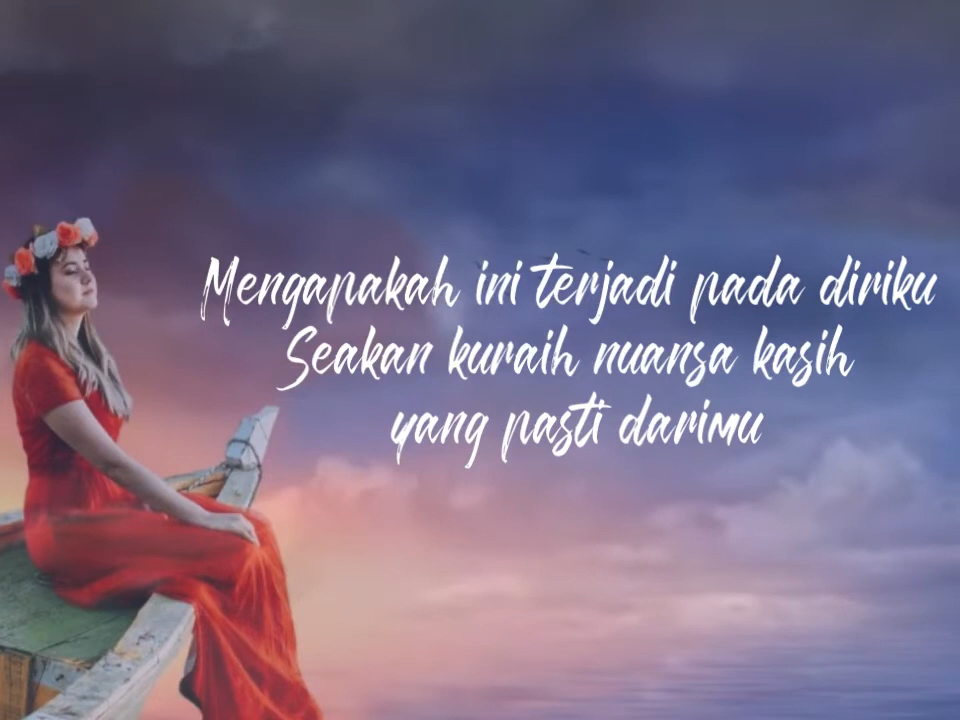 Mengapakah ini terjadi pada diriku
Seakan kuraih nuansa kasih
yang pasti darimu